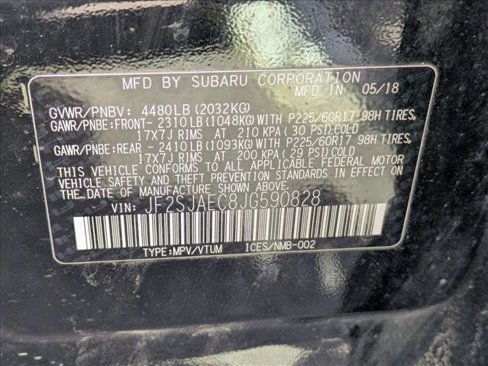 MFD BY SUBARU CORPORATION
MFD IN 05/18
GVWR/PNBV: 4480LB (2032KG)
GAWR/PNBE:FRONT-2310LB (1048KG)WITH P225/60R17 98H TIRES,
17X7J RIMS AT 210 KPA (30 PSI)COLD
GAWR/PNBE:REAR -2410LB (1093KG)WITH P225/60R17 98H TIRES,
17X7J RIMS AT 200 KPA (29 PSI)COLD
THIS VEHICLE CONFORMS TO ALL APPLICABLE FEDERAL MOTOR
VEHICLE SAFETY AND THEFT PREVENTION STANDARDS IN EFFECT
ON THE DATE OF MANUFACTURE SHOWN ABOVE.
VIN: JF2SJAEC8JG590828
TYPE:MPV/VTUM ICES/NMB-002